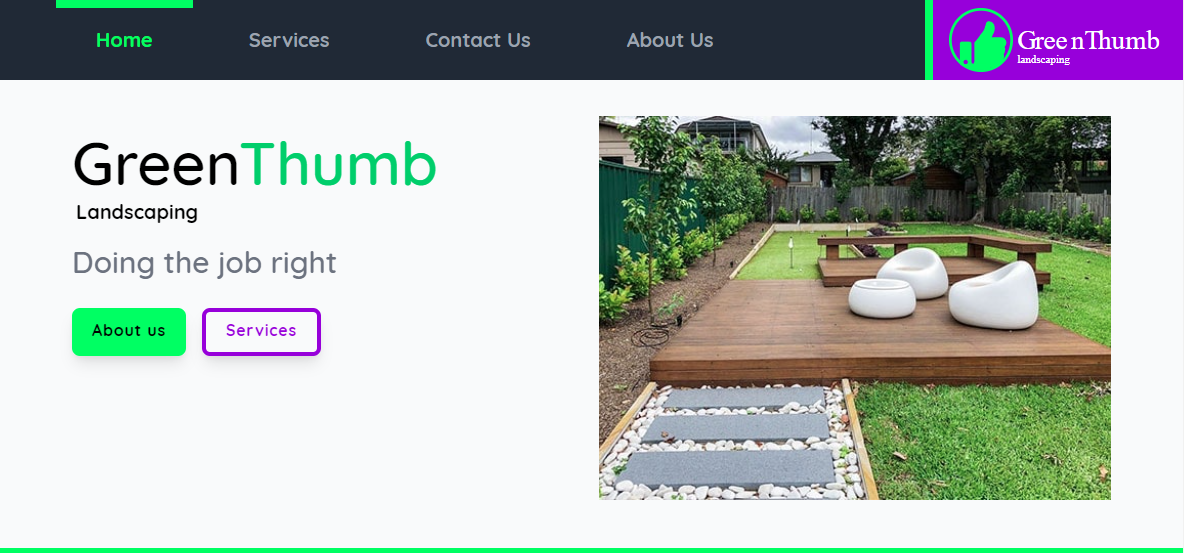 Home Services Contact Us About Us
Gree nThumb
landscaping
GreenThumb
Landscaping
Doing the job right
About us Services